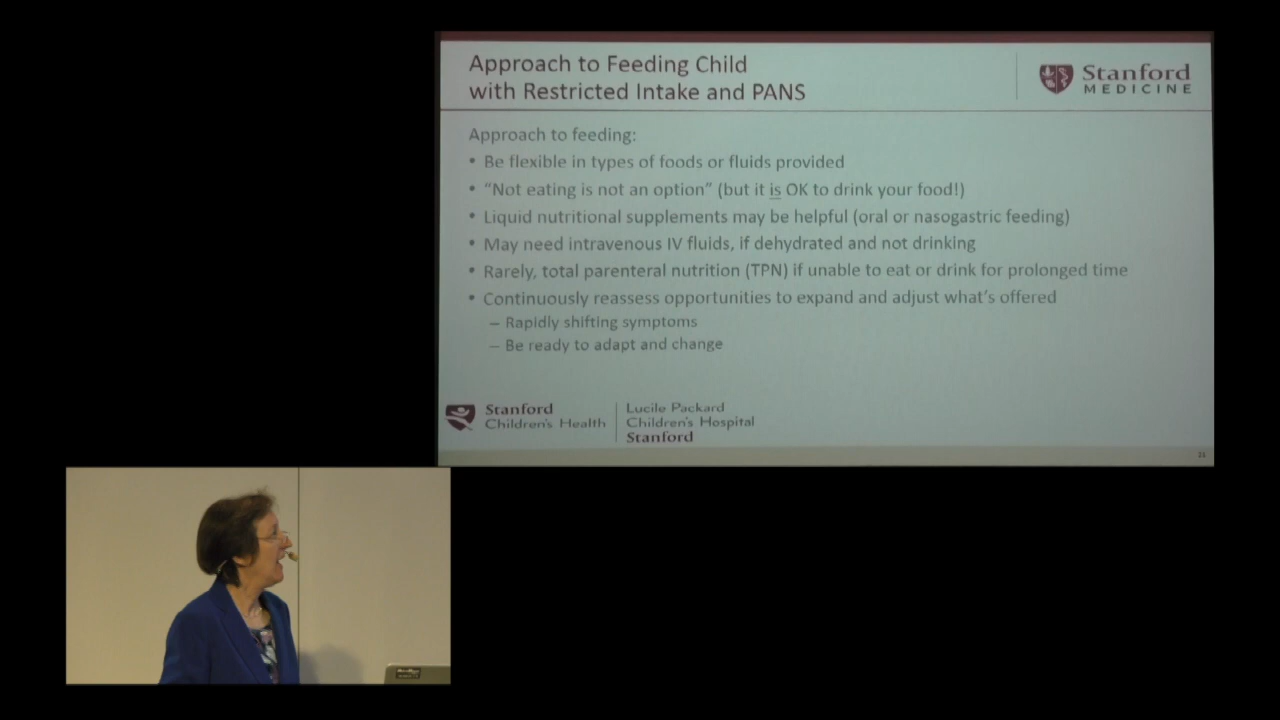 Approach to Feeding Child
with Restricted Intake and PANS
Stanford
MEDICINE
Approach to feeding:
• Be flexible in types of foods or fluids provided
• “Not eating is not an option” (but it is OK to drink your food!)
• Liquid nutritional supplements may be helpful (oral or nasogastric feeding)
• May need intravenous IV fluids, if dehydrated and not drinking
• Rarely, total parenteral nutrition (TPN) if unable to eat or drink for prolonged time
• Continuously reassess opportunities to expand and adjust what’s offered
– Rapidly shifting symptoms
– Be ready to adapt and change
Stanford
Children's Health
Lucile Packard
Children's Hospital
Stanford
21